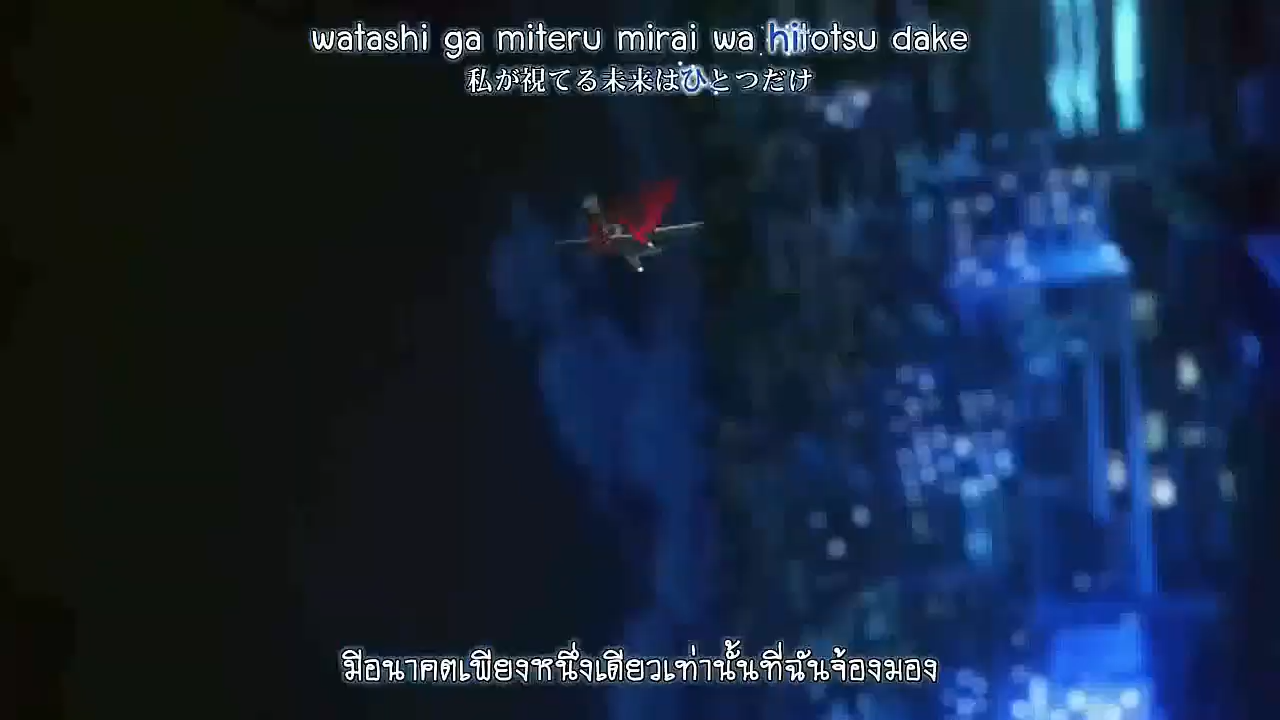 watashi ga miteru mirai wa hitotsu dake
私が祝てる未来はひとつだけ
มีอนาคตเพียงหนึ่งเดียวเท่านั้นที่ฉันจ้องมอง